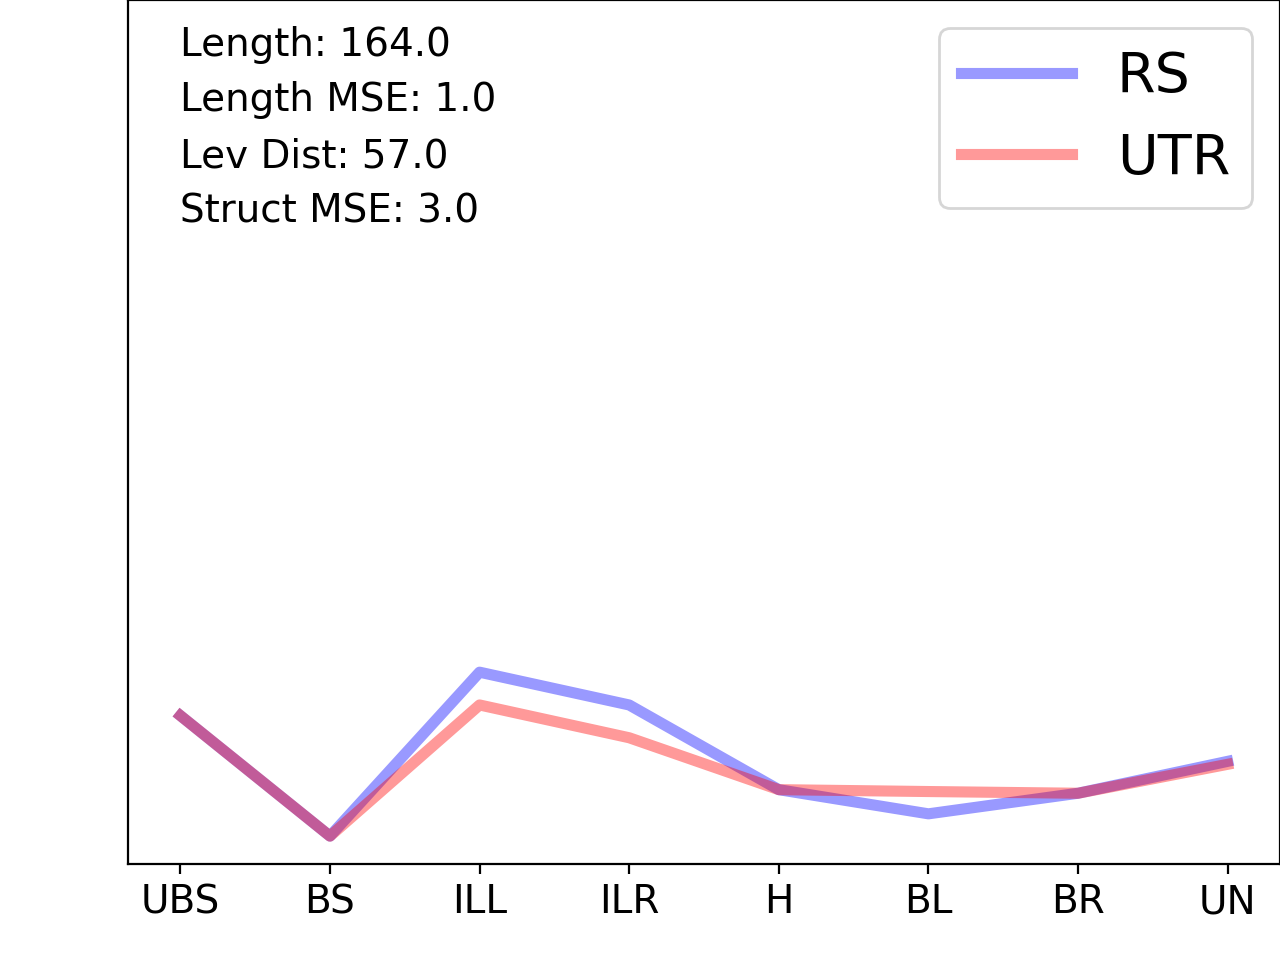 Length: 164.0
Length MSE: 1.0
Lev Dist: 57.0
Struct MSE: 3.0
RS
UTR
UBS BS ILL ILR H BL BR UN